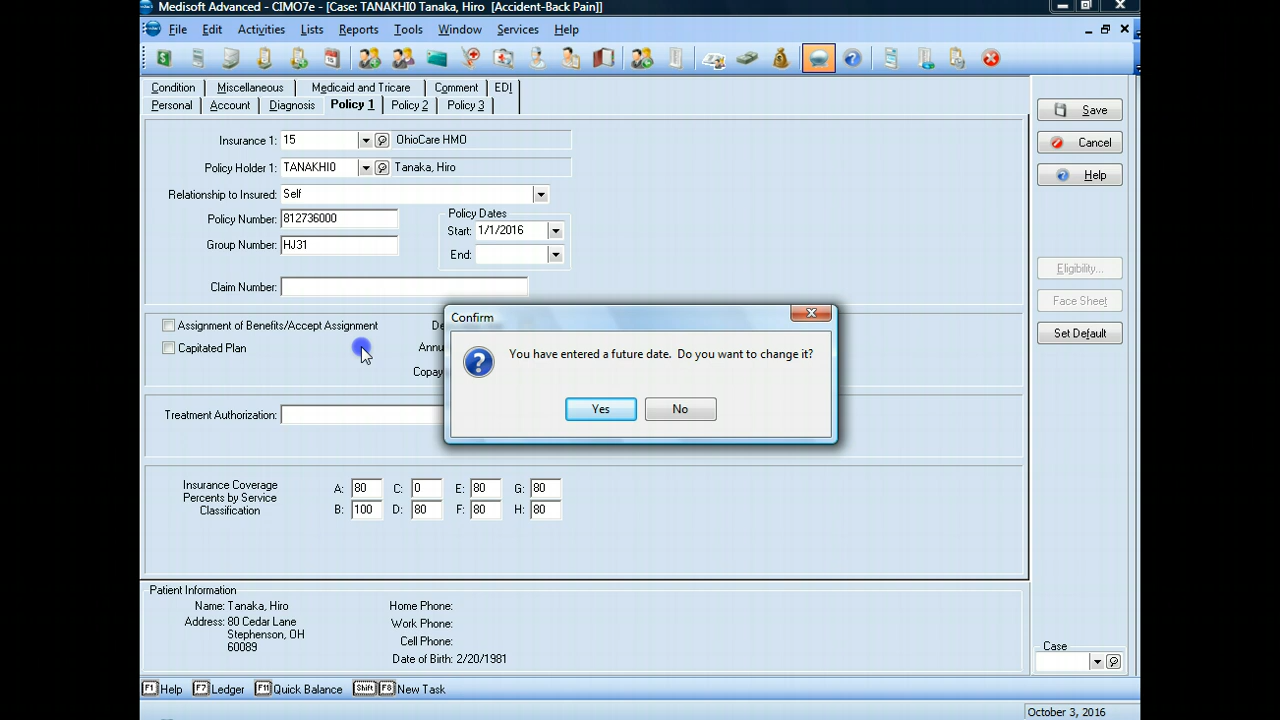 Medisoft Advanced - CIMO7e - [Case: TANAKHI0 Tanaka, Hiro [Accident-Back Pain]]
File Edit Activities Lists Reports Tools Window Services Help
Condition Miscellaneous Medicaid and Tricare Comment EDI
Personal Account Diagnosis Policy 1 Policy 2 Policy 3
Save
Cancel
Help
Eligibility...
Face Sheet
Set Default
Insurance 1: 15 OhioCare HMO
Policy Holder 1: TANAKHI0 Tanaka, Hiro
Relationship to Insured: Self
Policy Number: 812736000
Group Number: HJ31
Policy Dates
Start: 1/1/2016
End:
Claim Number:
Assignment of Benefits/Accept Assignment
Capitated Plan
De
Annu
Copay
Confirm
You have entered a future date. Do you want to change it?
Yes No
Treatment Authorization:
Insurance Coverage
Percents by Service
Classification
A: 80 C: 0 E: 80 G: 80
B: 100 D: 80 F: 80 H: 80
Patient Information
Name: Tanaka, Hiro
Address: 80 Cedar Lane
Stephenson, OH
60089
Home Phone:
Work Phone:
Cell Phone:
Date of Birth: 2/20/1981
Case
F1 Help F7 Ledger F11 Quick Balance Shift F8 New Task
October 3, 2016